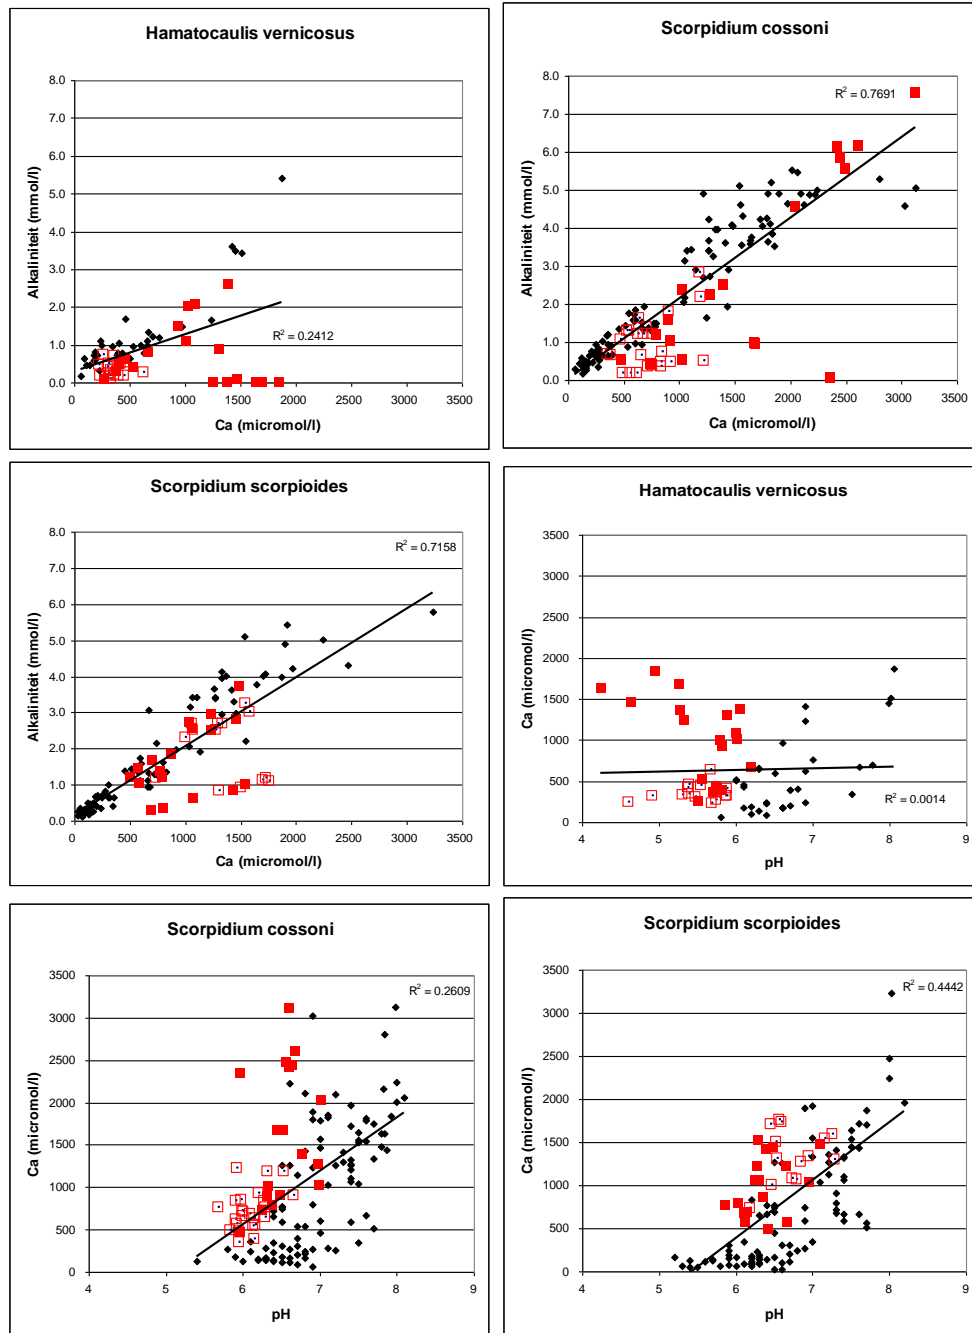 Hamatocaulis vernicosus
8.0
7.0
6.0
5.0
4.0
3.0
2.0
1.0
0.0
0 500 1000 1500 2000 2500 3000 3500
Alkaliniteit (mmol/l)
Ca (micromol/l)
R² = 0.2412
Scorpidium cossoni
8.0
7.0
6.0
5.0
4.0
3.0
2.0
1.0
0.0
0 500 1000 1500 2000 2500 3000 3500
Alkaliniteit (mmol/l)
Ca (micromol/l)
R² = 0.7691
Scorpidium scorpioides
8.0
7.0
6.0
5.0
4.0
3.0
2.0
1.0
0.0
0 500 1000 1500 2000 2500 3000 3500
Alkaliniteit (mmol/l)
Ca (micromol/l)
R² = 0.7158
Hamatocaulis vernicosus
3500
3000
2500
2000
1500
1000
500
0
4 5 6 7 8 9
Ca (micromol/l)
pH
R² = 0.0014
Scorpidium cossoni
3500
3000
2500
2000
1500
1000
500
0
4 5 6 7 8 9
Ca (micromol/l)
pH
R² = 0.2609
Scorpidium scorpioides
3500
3000
2500
2000
1500
1000
500
0
4 5 6 7 8 9
Ca (micromol/l)
pH
R² = 0.4442